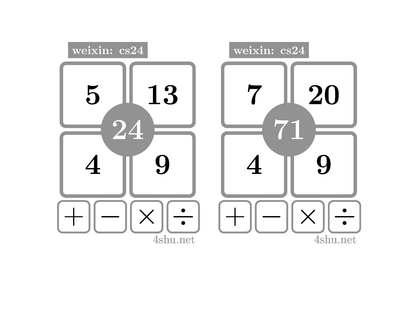 weixin: cs24 weixin: cs24
5 13 7 20
24 71
4 9 4 9
+ − × ÷ + − × ÷
4shu.net 4shu.net